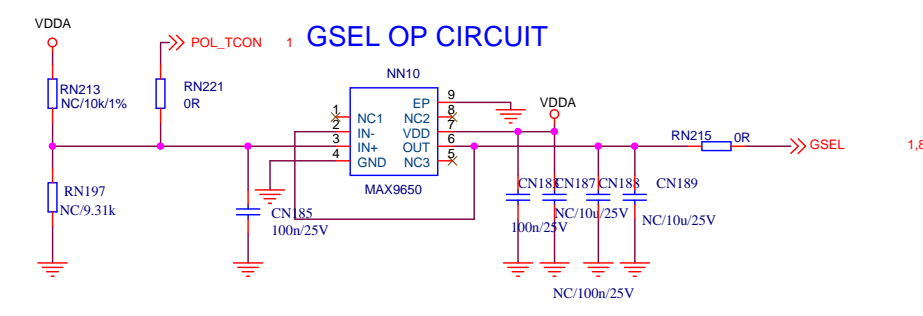 VDDA
POL_TCON 1
GSEL OP CIRCUIT
RN213
NC/10k/1%
RN221
0R
NN10
1 NC1
2 IN-
3 IN+
4 GND
EP 9
NC2 8
VDD 7
OUT 6
NC3 5
MAX9650
VDDA
RN215 0R
GSEL 1,8
RN197
NC/9.31k
CN185
100n/25V
CN183
100n/25V
CN187
NC/10u/25V
CN188
NC/100n/25V
CN189
NC/10u/25V